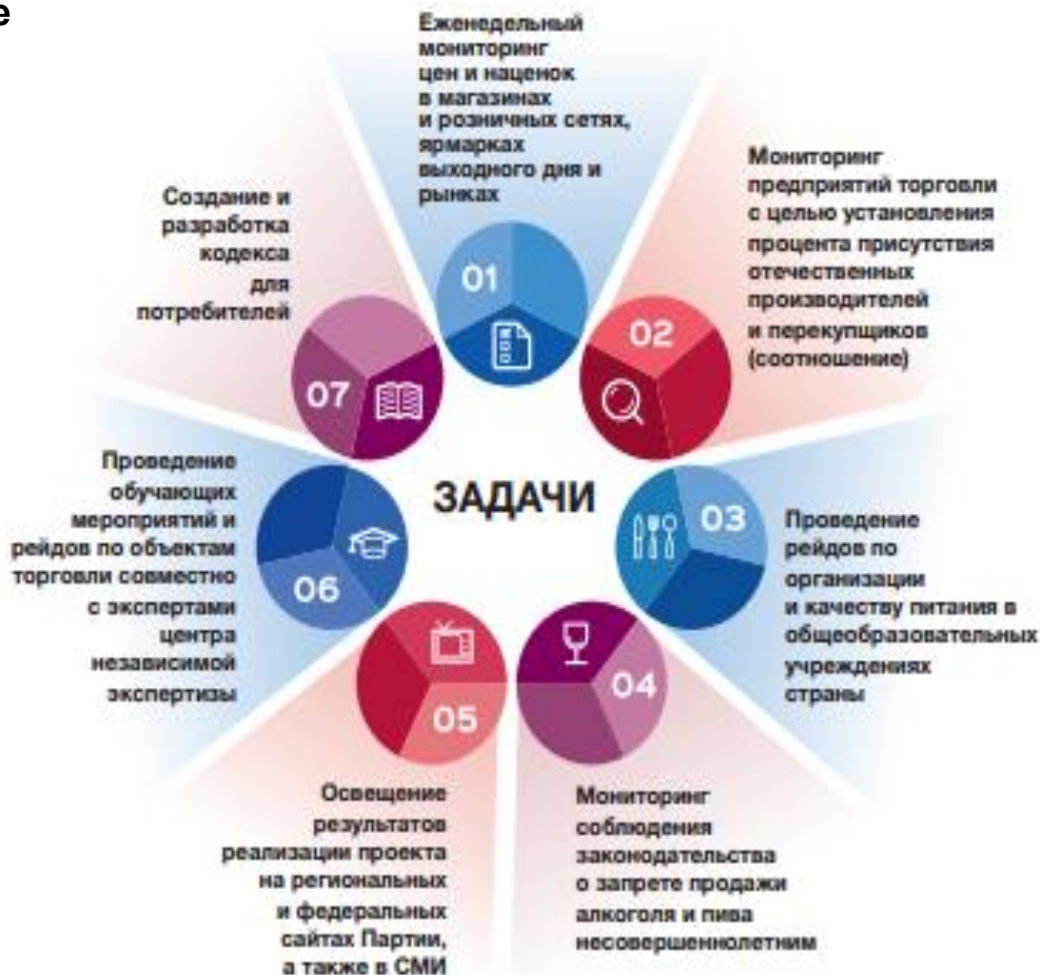 е
Еженедельный
мониторинг
цен и наценок
в магазинах
и розничных сетях,
ярмарках
выходного дня и
рынках
01
Мониторинг
предприятий торговли
с целью установления
процента присутствия
отечественных
производителей
и перекупщиков
(соотношение)
02
Проведение
рейдов по
организации
и качеству питания в
общеобразовательных
учреждениях
страны
03
Мониторинг
соблюдения
законодательства
о запрете продажи
алкоголя и пива
несовершеннолетним
04
Освещение
результатов
реализации проекта
на региональных
и федеральных
сайтах Партии,
а также в СМИ
05
Проведение
обучающих
мероприятий и
рейдов по объектам
торговли совместно
с экспертами
центра
независимой
экспертизы
06
Создание и
разработка
кодекса
для
потребителей
07
ЗАДАЧИ